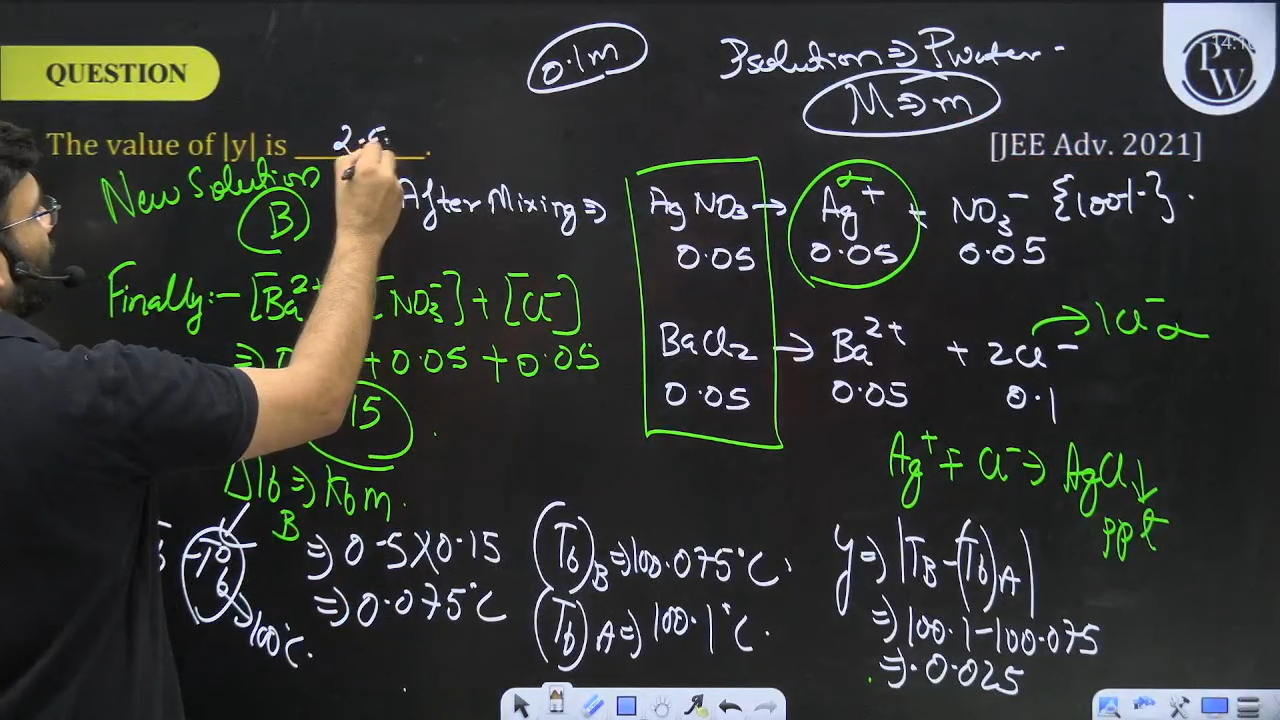 QUESTION
0.1m
Psolution ⇒ Pwater
M ⇒ m
PW
The value of |y| is ________.
2.5
[JEE Adv. 2021]
New Solution
B
After Mixing ⇒
AgNO3 → Ag+ + NO3- {100%}.
0.05 0.05 0.05
Finally:- [Ba2+ [NO3-] + [Cl-]
⇒ 0 + 0.05 + 0.05
15
BaCl2 → Ba2+ + 2Cl-
0.05 0.05 0.1
Ag+ + Cl- ⇒ AgCl↓
ppt
ΔTb ⇒ Kb m.
B
⇒ 0.5 X 0.15
⇒ 0.075°C
100°C.
(Tb)B ⇒ 100.075°C.
(Tb)A ⇒ 100.1°C.
y ⇒ |TB - (Tb)A|
⇒ 100.1 - 100.075
⇒ 0.025